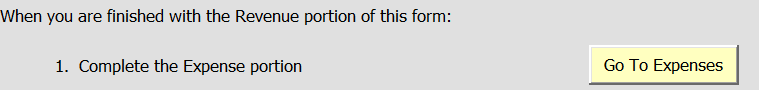 When you are finished with the Revenue portion of this form:
1. Complete the Expense portion
Go To Expenses